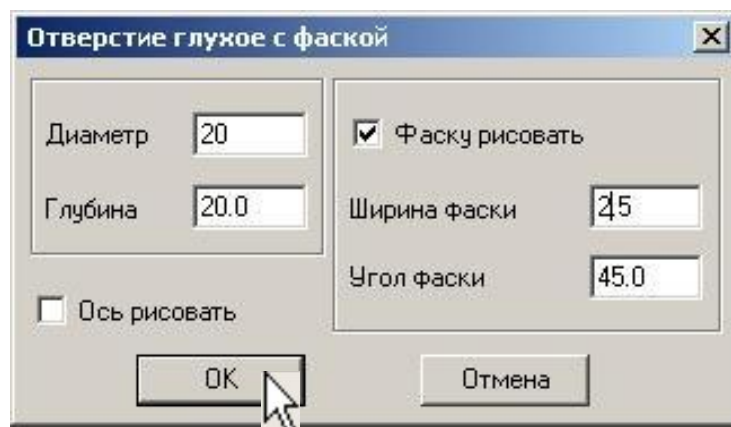 Отверстие глухое с фаской
Диаметр 20
Глубина 20.0
Ось рисовать
Фаску рисовать
Ширина фаски 2.5
Угол фаски 45.0
OK
Отмена